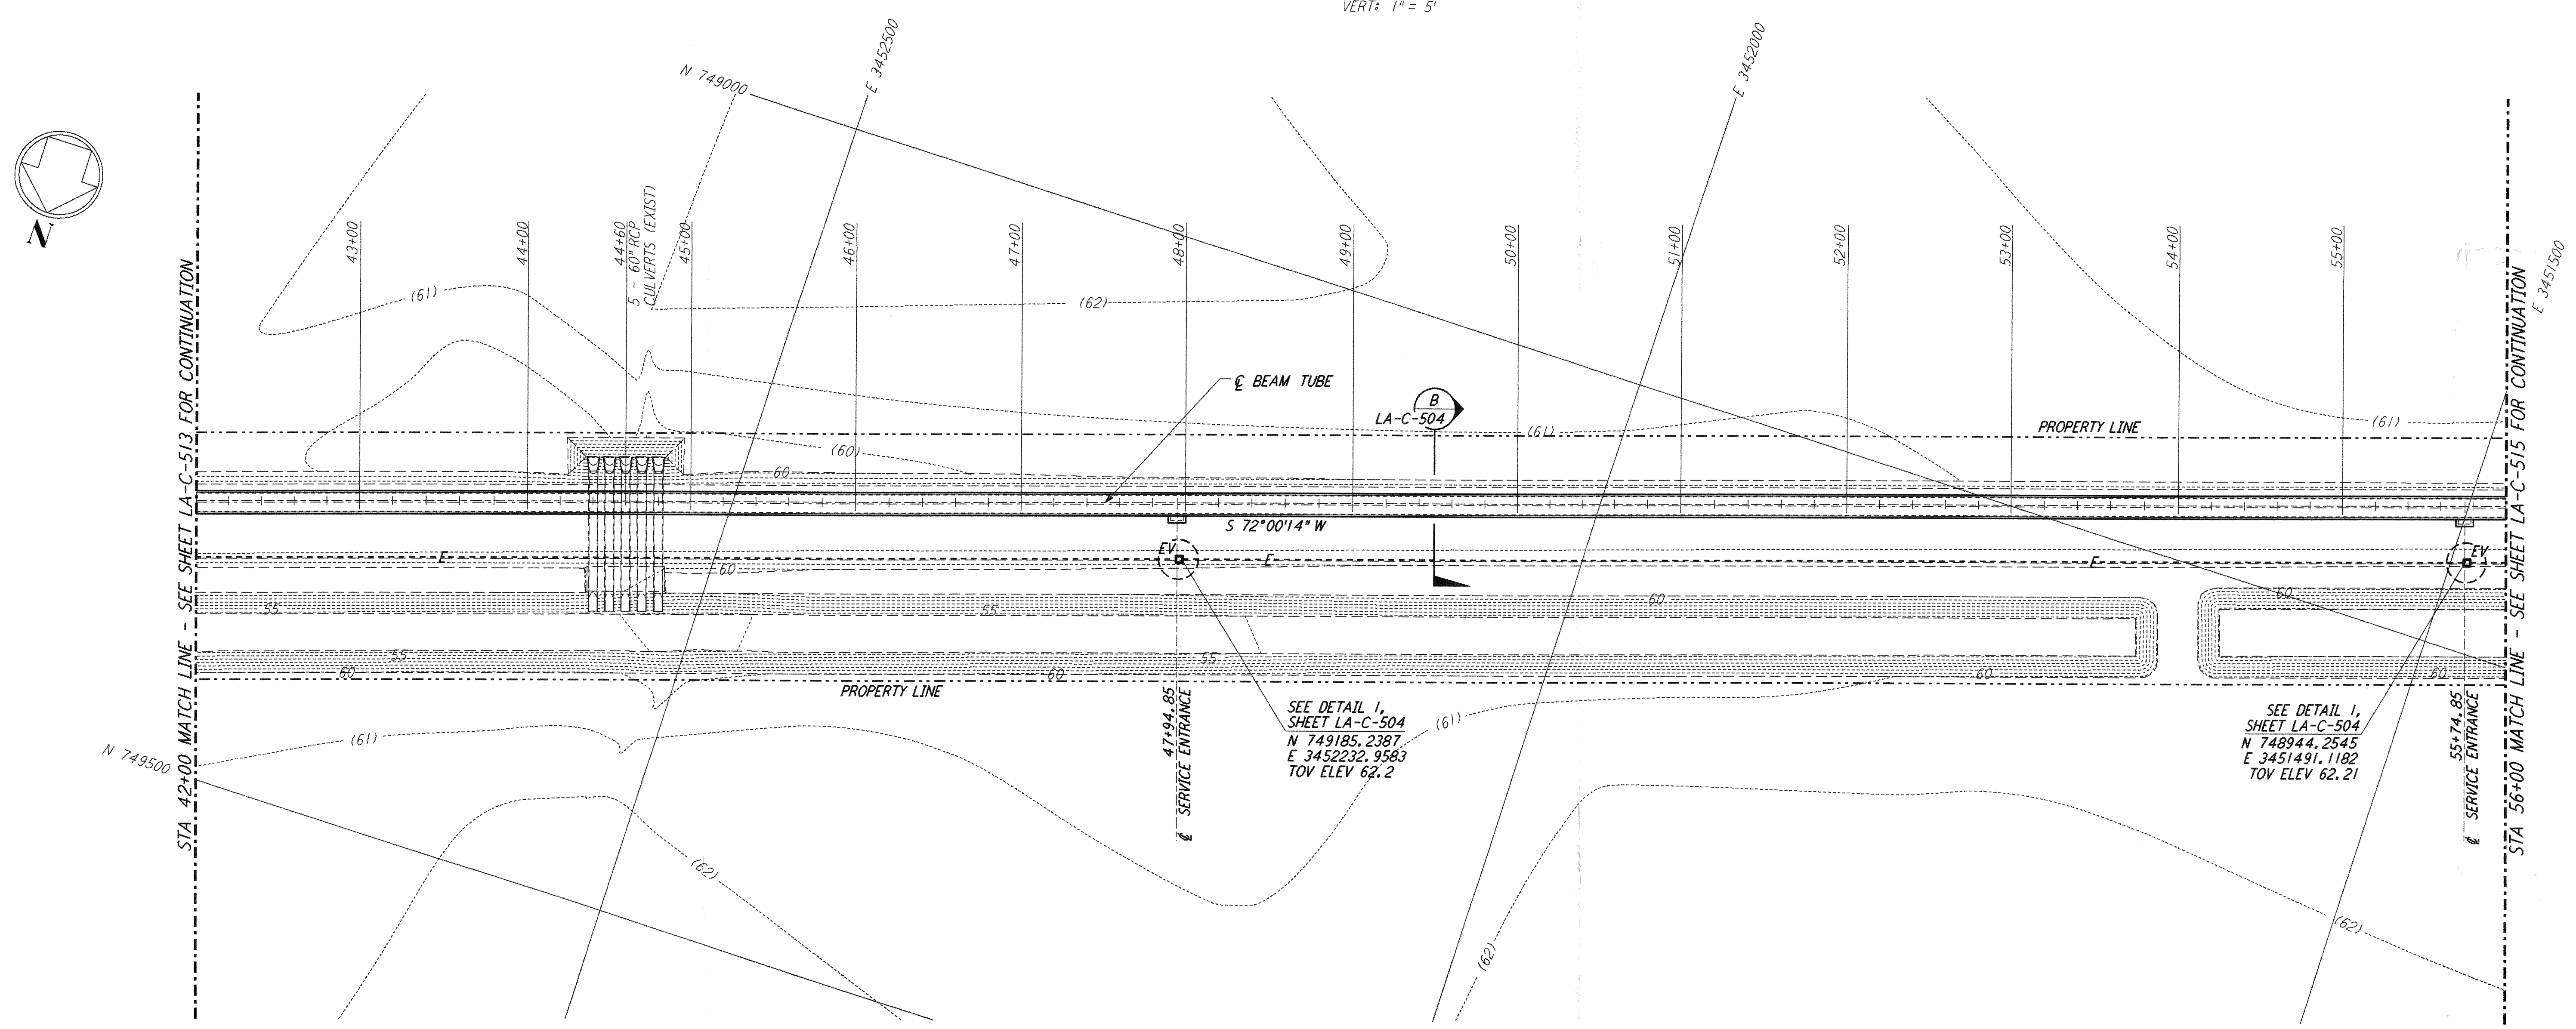 VERT: 1" = 5'
N 749000
E 3452500
E 3452000
E 3451500
N
43+00
44+00
44+60
5 - 60" RCP
CULVERTS (EXIST)
45+00
46+00
47+00
48+00
49+00
50+00
51+00
52+00
53+00
54+00
55+00
STA 42+00 MATCH LINE - SEE SHEET LA-C-513 FOR CONTINUATION
STA 56+00 MATCH LINE - SEE SHEET LA-C-515 FOR CONTINUATION
(61)
(62)
℄ BEAM TUBE
B
LA-C-504
(61)
(61)
PROPERTY LINE
(60)
60
S 72°00'14" W
E
EV
E
E
EV
60
55
55
60
60
55
60
60
55
60
60
PROPERTY LINE
47+94.85
℄ SERVICE ENTRANCE
SEE DETAIL 1,
SHEET LA-C-504
N 749185.2387
E 3452232.9583
TOV ELEV 62.2
(61)
SEE DETAIL 1,
SHEET LA-C-504
N 748944.2545
E 3451491.1182
TOV ELEV 62.21
55+74.85
℄ SERVICE ENTRANCE
N 749500
(61)
(62)
(62)
(62)